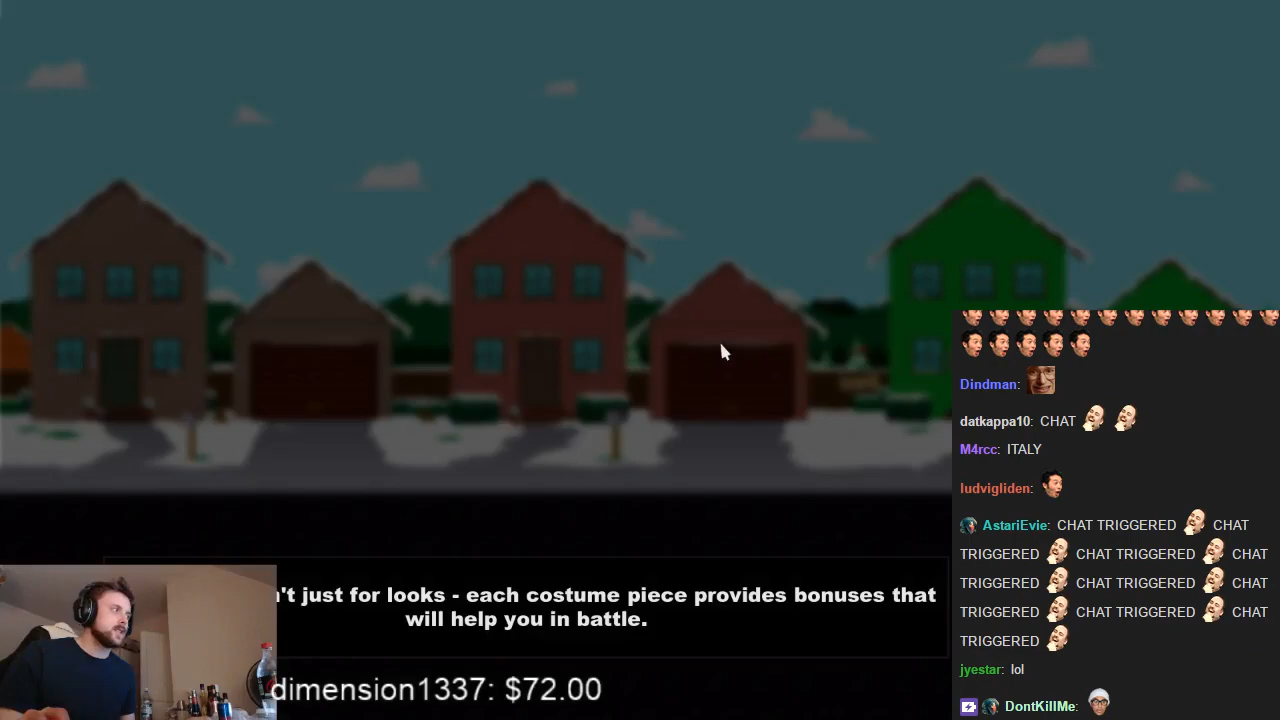 n't just for looks - each costume piece provides bonuses that
will help you in battle.
dimension1337: $72.00
Dindman:
datkappa10: CHAT
M4rcc: ITALY
ludvigliden:
AstariEvie: CHAT TRIGGERED CHAT
TRIGGERED CHAT TRIGGERED CHAT
TRIGGERED CHAT TRIGGERED CHAT
TRIGGERED CHAT TRIGGERED CHAT
TRIGGERED
jyestar: lol
DontKillMe: